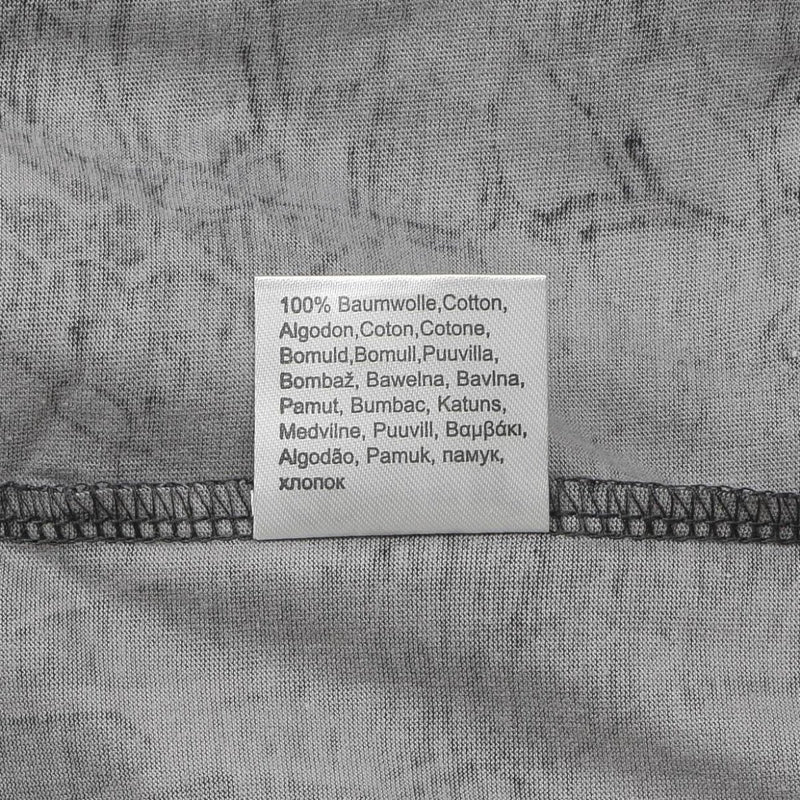 100% Baumwolle,Cotton,
Algodon,Coton,Cotone,
Bomuld,Bomull,Puuvilla,
Bombaž, Bawelna, Bavlna,
Pamut, Bumbac, Katuns,
Medvilne, Puuvill, Βαμβάκι,
Algodão, Pamuk, памук,
хлопок